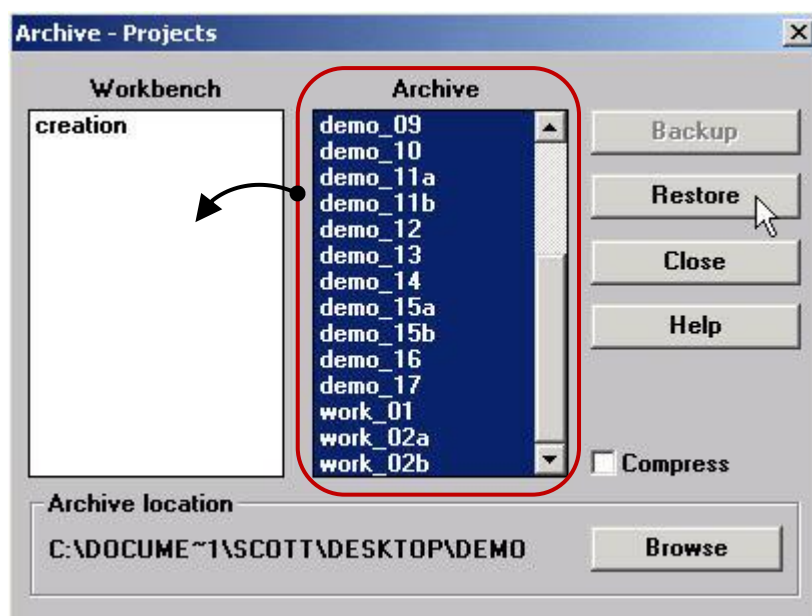 Archive - Projects
Workbench
Archive
creation
demo_09
demo_10
demo_11a
demo_11b
demo_12
demo_13
demo_14
demo_15a
demo_15b
demo_16
demo_17
work_01
work_02a
work_02b
Backup
Restore
Close
Help
Compress
Archive location
C:\DOCUME~1\SCOTT\DESKTOP\DEMO
Browse